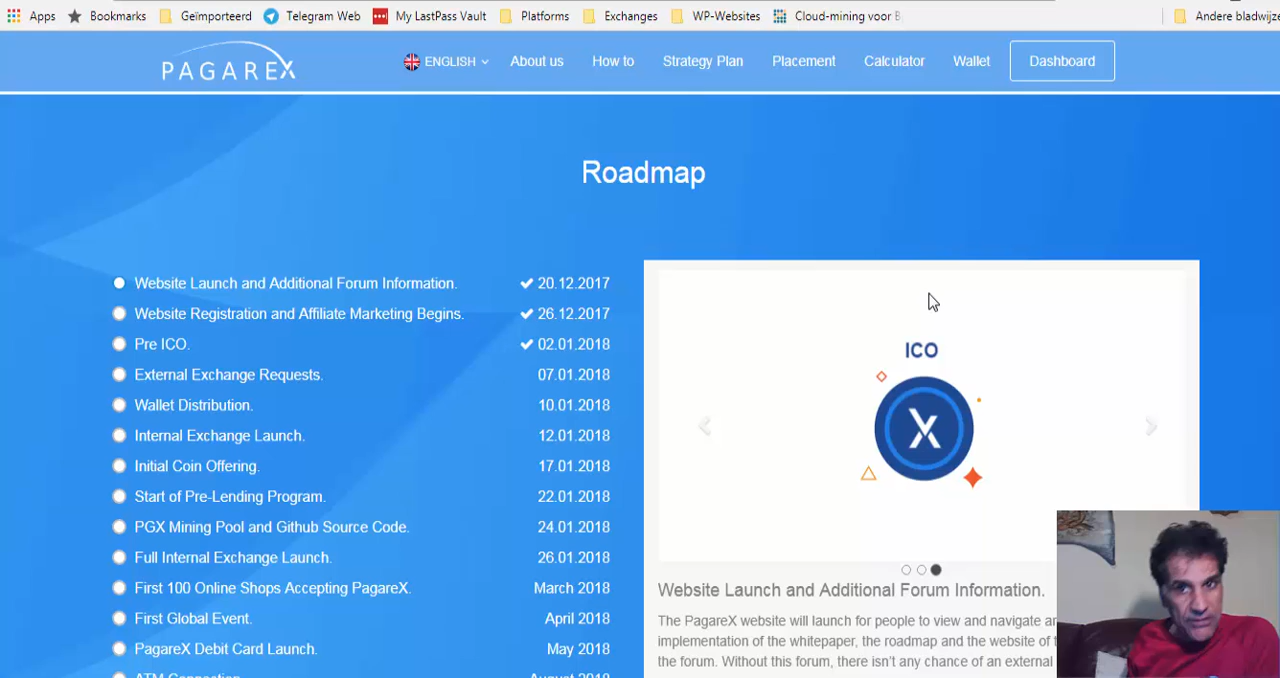 Apps Bookmarks Geïmporteerd Telegram Web My LastPass Vault Platforms Exchanges WP-Websites Cloud-mining voor Andere bladwijze
PAGAREX ENGLISH About us How to Strategy Plan Placement Calculator Wallet Dashboard
Roadmap
Website Launch and Additional Forum Information. 20.12.2017
Website Registration and Affiliate Marketing Begins. 26.12.2017
Pre ICO. 02.01.2018
External Exchange Requests. 07.01.2018
Wallet Distribution. 10.01.2018
Internal Exchange Launch. 12.01.2018
Initial Coin Offering. 17.01.2018
Start of Pre-Lending Program. 22.01.2018
PGX Mining Pool and Github Source Code. 24.01.2018
Full Internal Exchange Launch. 26.01.2018
First 100 Online Shops Accepting PagareX. March 2018
First Global Event. April 2018
PagareX Debit Card Launch. May 2018
ATM Connection August 2018
ICO
X
Website Launch and Additional Forum Information.
The PagareX website will launch for people to view and navigate
implementation of the whitepaper, the roadmap and the website of
the forum. Without this forum, there isn't any chance of an external